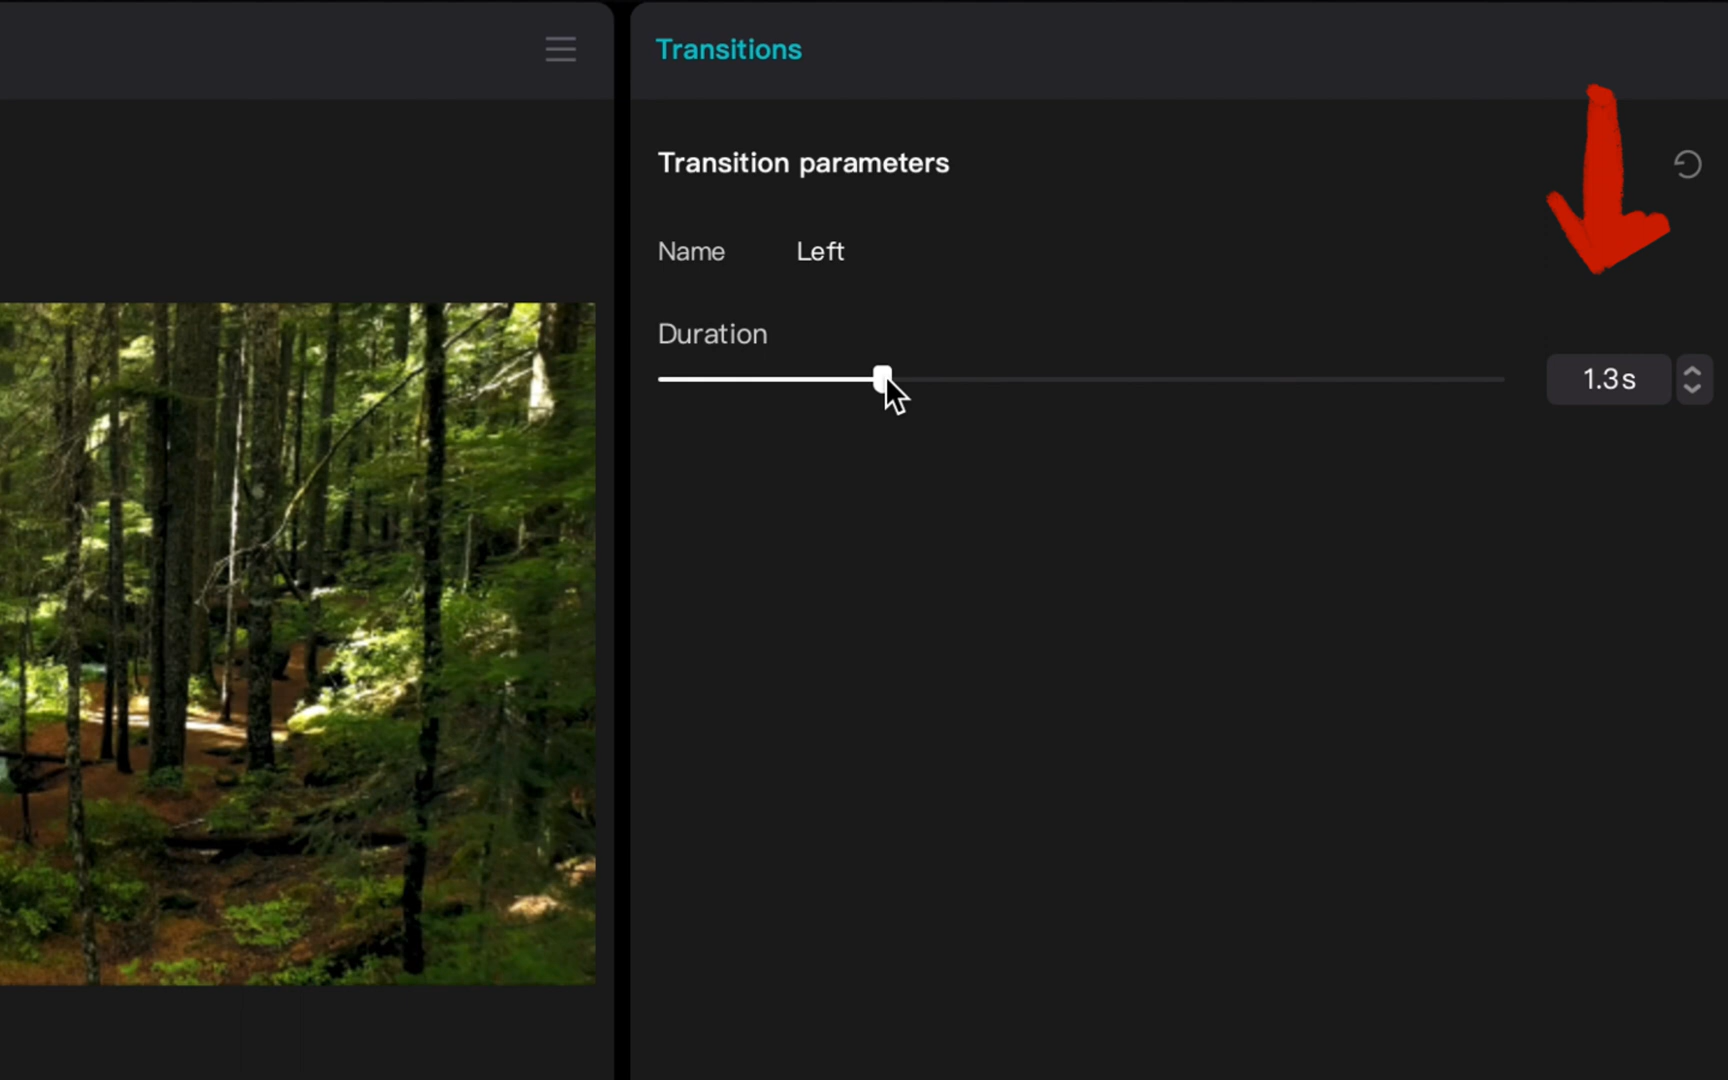 Transitions
Transition parameters
Name Left
Duration
1.3s